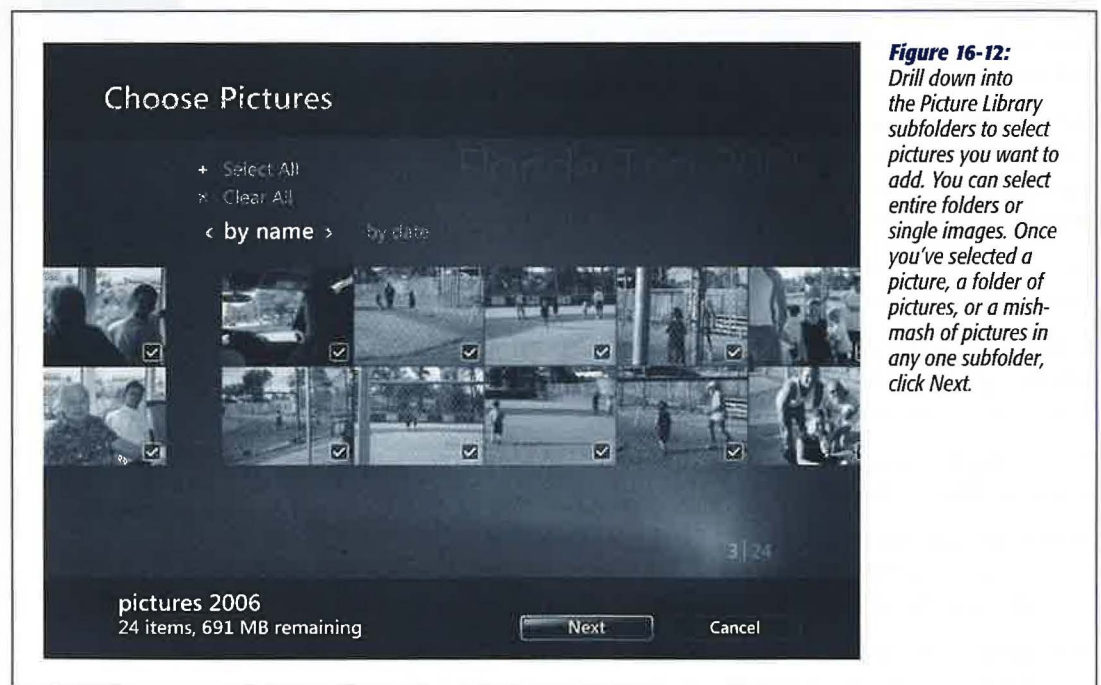 Choose Pictures
+ Select All
× Clear All
< by name > by date
3 | 24
pictures 2006
24 items, 691 MB remaining
Next Cancel
Figure 16-12:
Drill down into
the Picture Library
subfolders to select
pictures you want to
add. You can select
entire folders or
single images. Once
you've selected a
picture, a folder of
pictures, or a mish-
mash of pictures in
any one subfolder,
click Next.